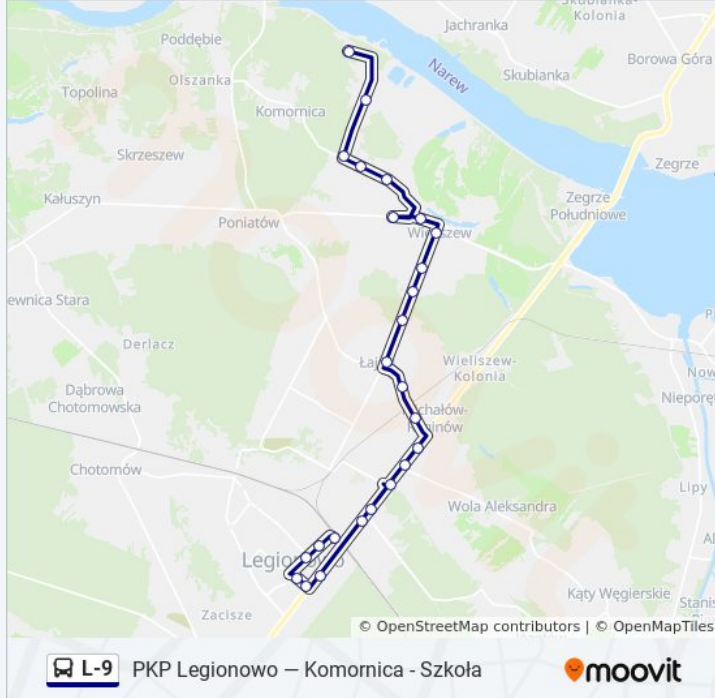 Skubianka-
Kolonia
Jachranka
Poddębie
Narew
Borowa Góra
Olszanka
Skubianka
Topolina
Komornica
Skrzeszew
Zegrze
Kałuszyn
Zegrze
Południowe
Poniatów
Wieliszew
ewnica Stara
Derlacz
Wieliszew-
Kolonia
Dąbrowa
Chotomowska
Chotomów
Wola Aleksandra
Lipy
Legionowo
Kąty Węgierskie
Zacisze
© OpenStreetMap contributors | © OpenMapTiles
L-9 PKP Legionowo — Komornica - Szkoła
moovit